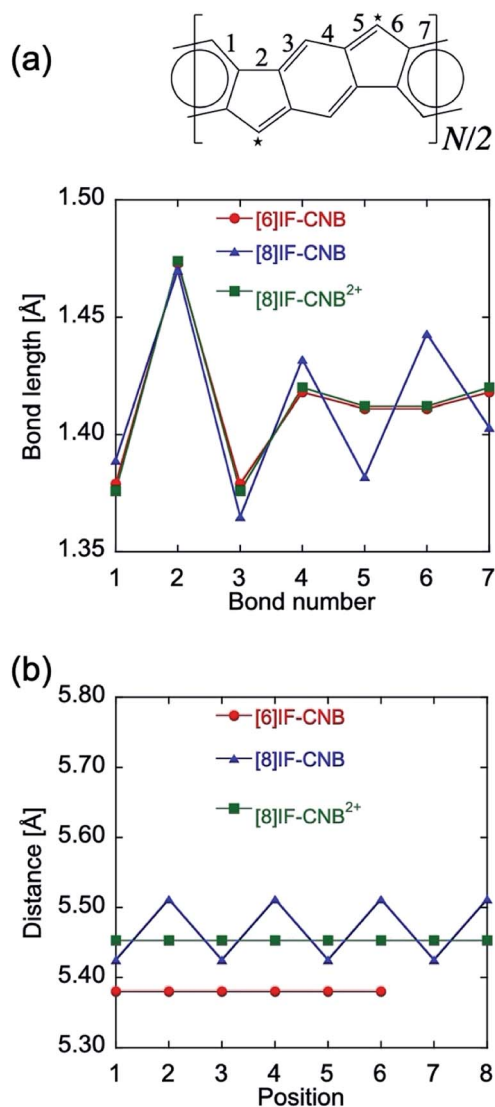 (a)
1 2 3 4 5 ★ 6 7
★
N/2
1.50
1.45
1.40
1.35
Bond length [Å]
[6]IF-CNB
[8]IF-CNB
[8]IF-CNB²⁺
1 2 3 4 5 6 7
Bond number
(b)
5.80
5.70
5.60
5.50
5.40
5.30
Distance [Å]
[6]IF-CNB
[8]IF-CNB
[8]IF-CNB²⁺
1 2 3 4 5 6 7 8
Position